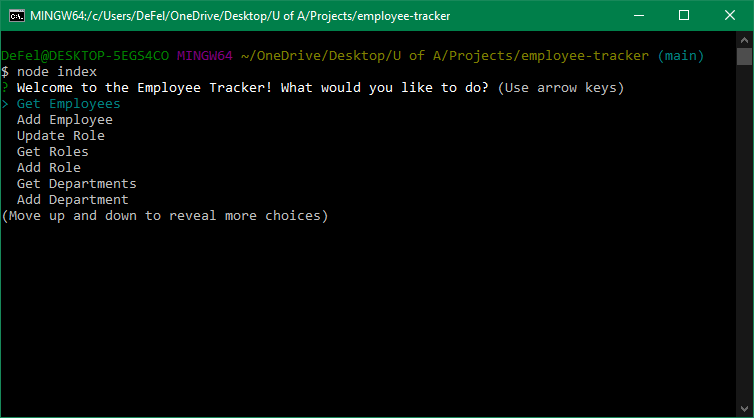 MINGW64:/c/Users/DeFel/OneDrive/Desktop/U of A/Projects/employee-tracker
DeFel@DESKTOP-5EGS4CO MINGW64 ~/OneDrive/Desktop/U of A/Projects/employee-tracker (main)
$ node index
? Welcome to the Employee Tracker! What would you like to do? (Use arrow keys)
> Get Employees
Add Employee
Update Role
Get Roles
Add Role
Get Departments
Add Department
(Move up and down to reveal more choices)